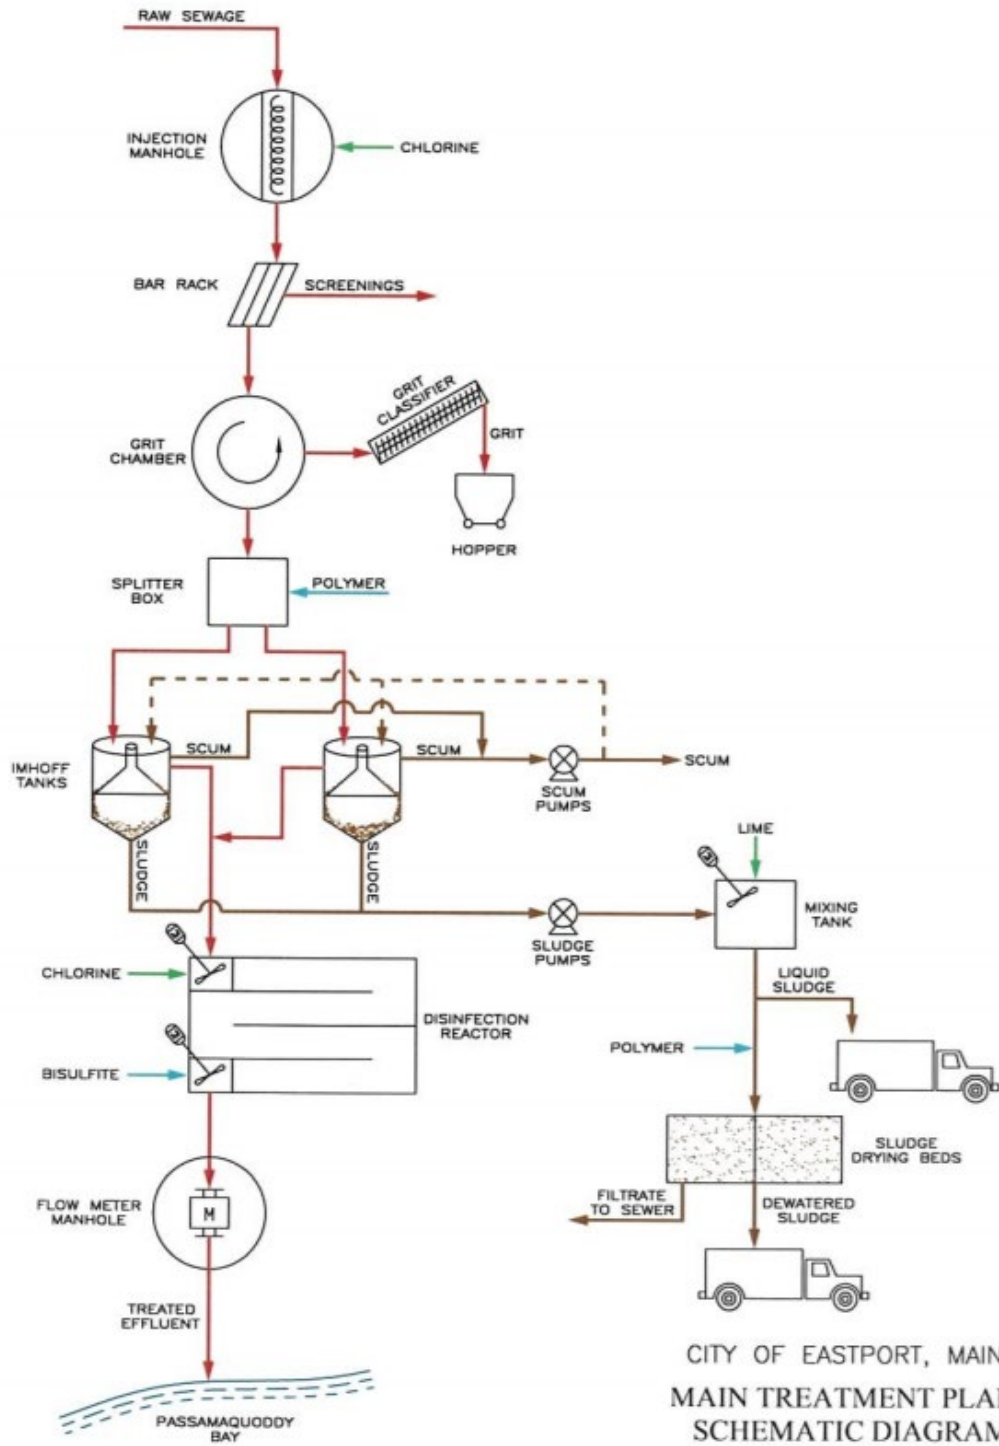 RAW SEWAGE
INJECTION
MANHOLE
CHLORINE
BAR RACK
SCREENINGS
GRIT
CLASSIFIER
GRIT
CHAMBER
GRIT
HOPPER
SPLITTER
BOX
POLYMER
IMHOFF
TANKS
SCUM
SCUM
SCUM
SCUM
PUMPS
SLUDGE
SLUDGE
LIME
MIXING
TANK
SLUDGE
PUMPS
CHLORINE
LIQUID
SLUDGE
DISINFECTION
REACTOR
POLYMER
BISULFITE
SLUDGE
DRYING BEDS
FLOW METER
MANHOLE
M
FILTRATE
TO SEWER
DEWATERED
SLUDGE
TREATED
EFFLUENT
PASSAMAQUODDY
BAY
CITY OF EASTPORT, MAIN
MAIN TREATMENT PLA
SCHEMATIC DIAGRAM